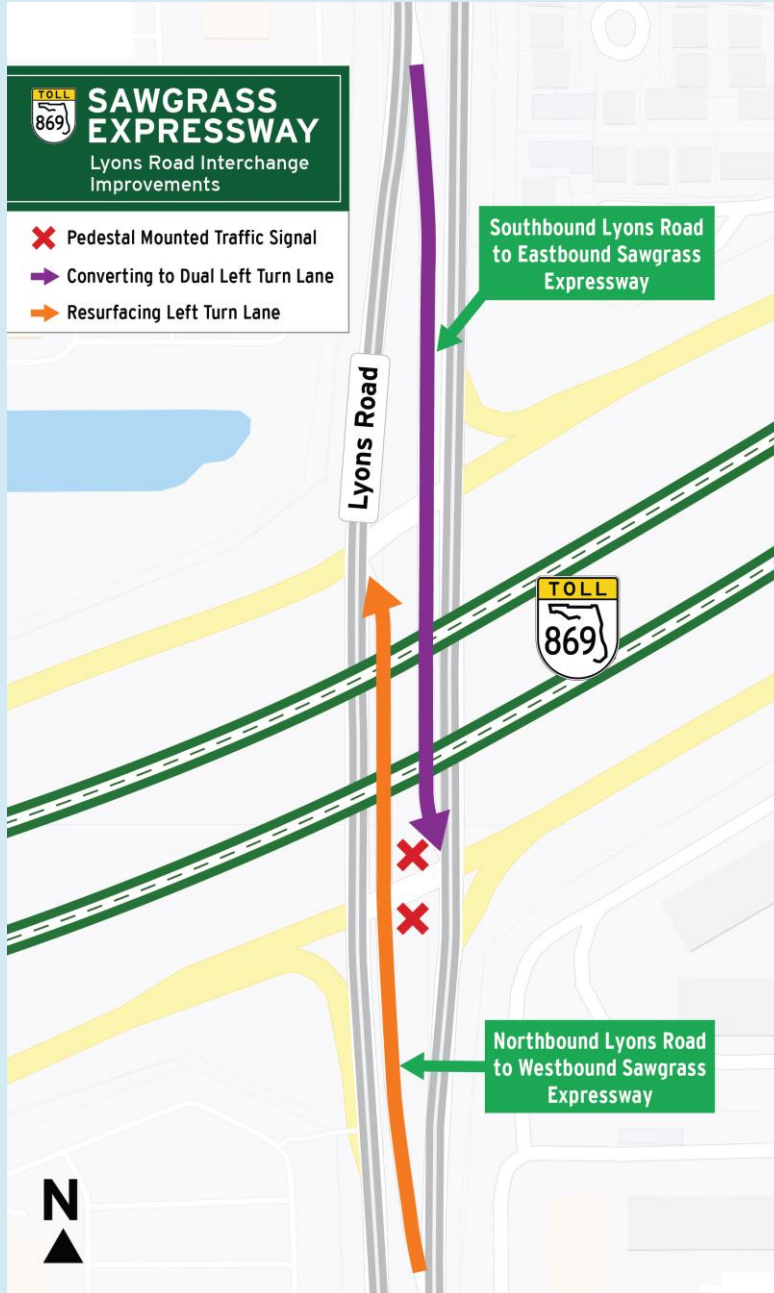 TOLL
869
SAWGRASS
EXPRESSWAY
Lyons Road Interchange
Improvements
Pedestal Mounted Traffic Signal
Converting to Dual Left Turn Lane
Resurfacing Left Turn Lane
Southbound Lyons Road
to Eastbound Sawgrass
Expressway
Lyons Road
TOLL
869
Northbound Lyons Road
to Westbound Sawgrass
Expressway
N